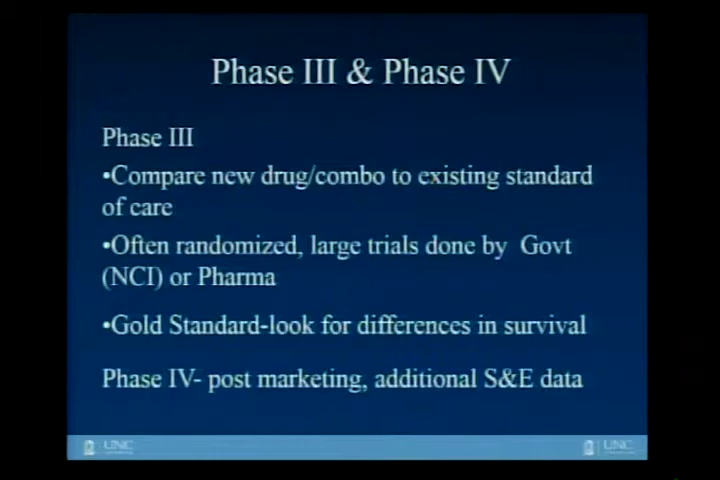 Phase III & Phase IV
Phase III
•Compare new drug/combo to existing standard
of care
•Often randomized, large trials done by Govt
(NCI) or Pharma
•Gold Standard-look for differences in survival
Phase IV- post marketing, additional S&E data
UNC
UNC